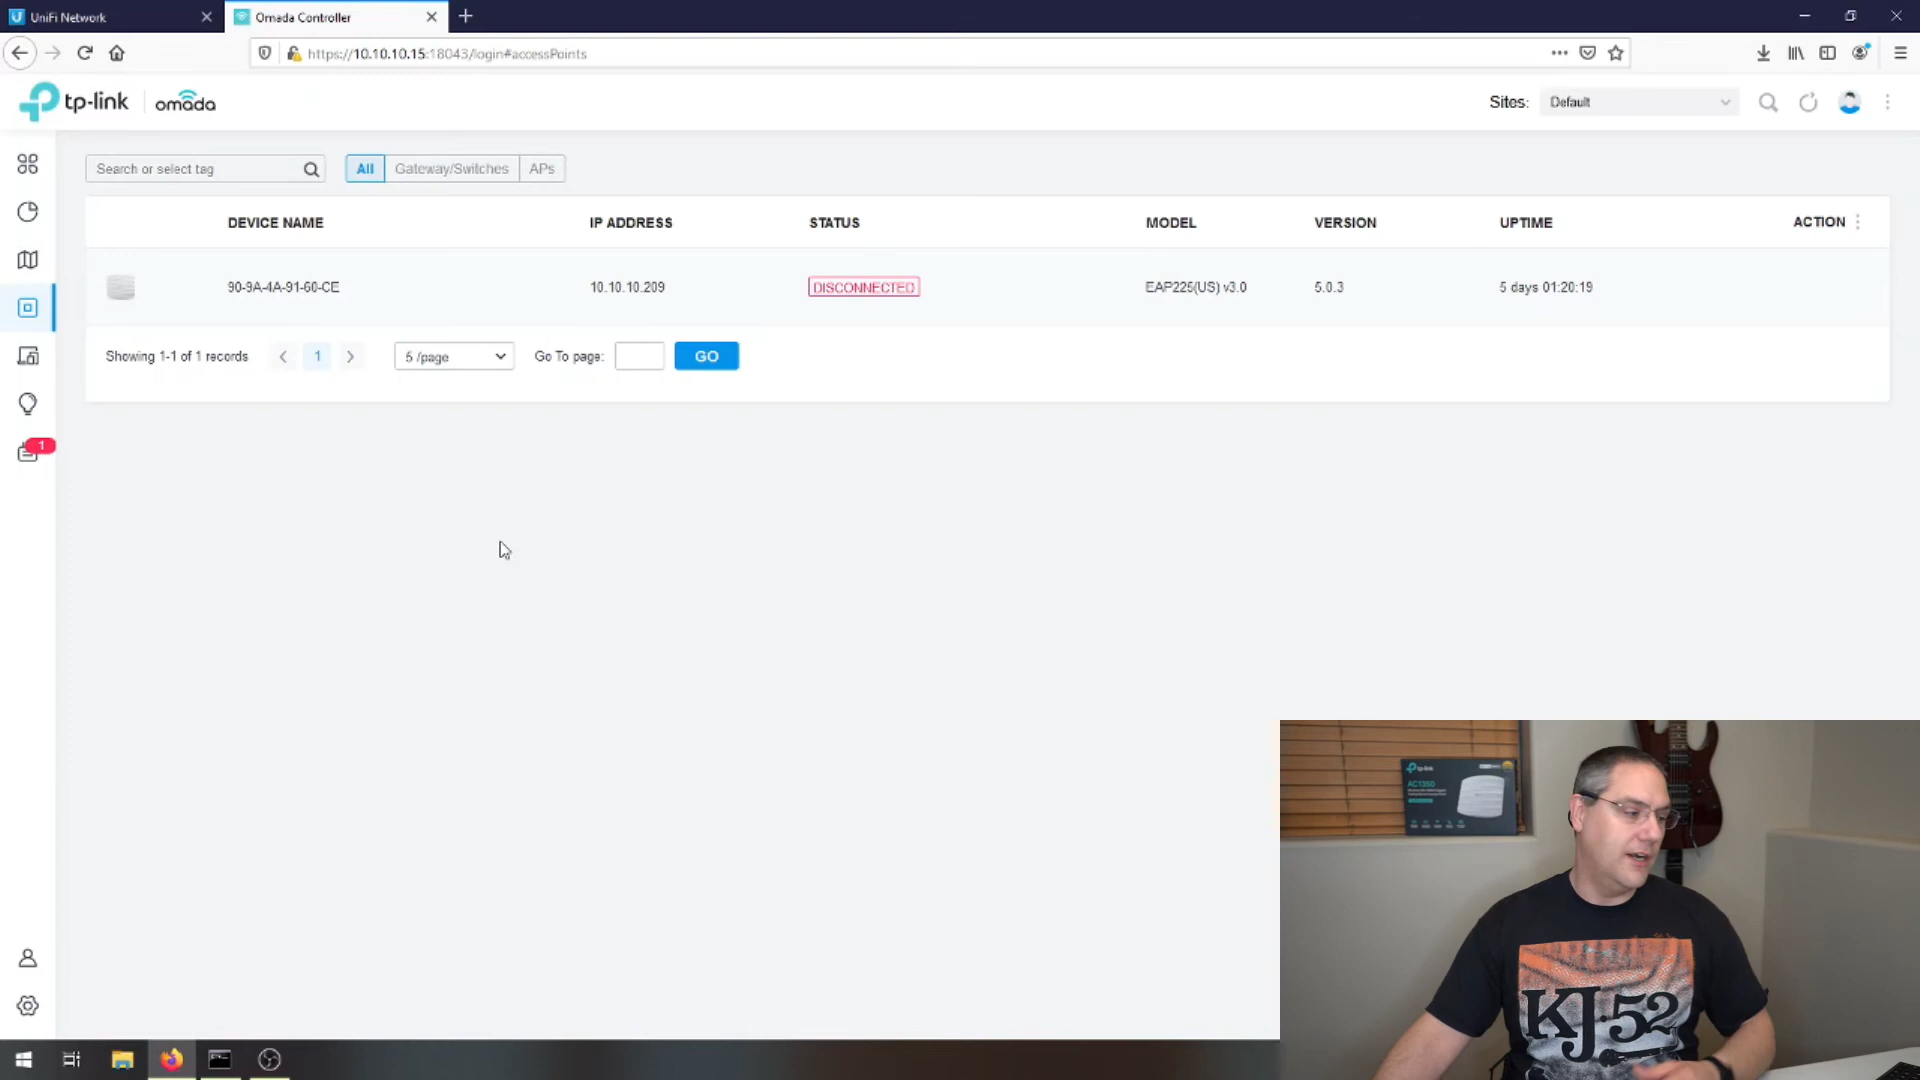 UniFi Network
Omada Controller
https://10.10.10.15:18043/login#accessPoints
tp-link
omada
Sites:
Default
Search or select tag
All
Gateway/Switches
APs
DEVICE NAME
IP ADDRESS
STATUS
MODEL
VERSION
UPTIME
ACTION
90-9A-4A-91-60-CE
10.10.10.209
DISCONNECTED
EAP225(US) v3.0
5.0.3
5 days 01:20:19
Showing 1-1 of 1 records
1
5 /page
Go To page:
GO
1
tp-link
AC1350
KJ-52